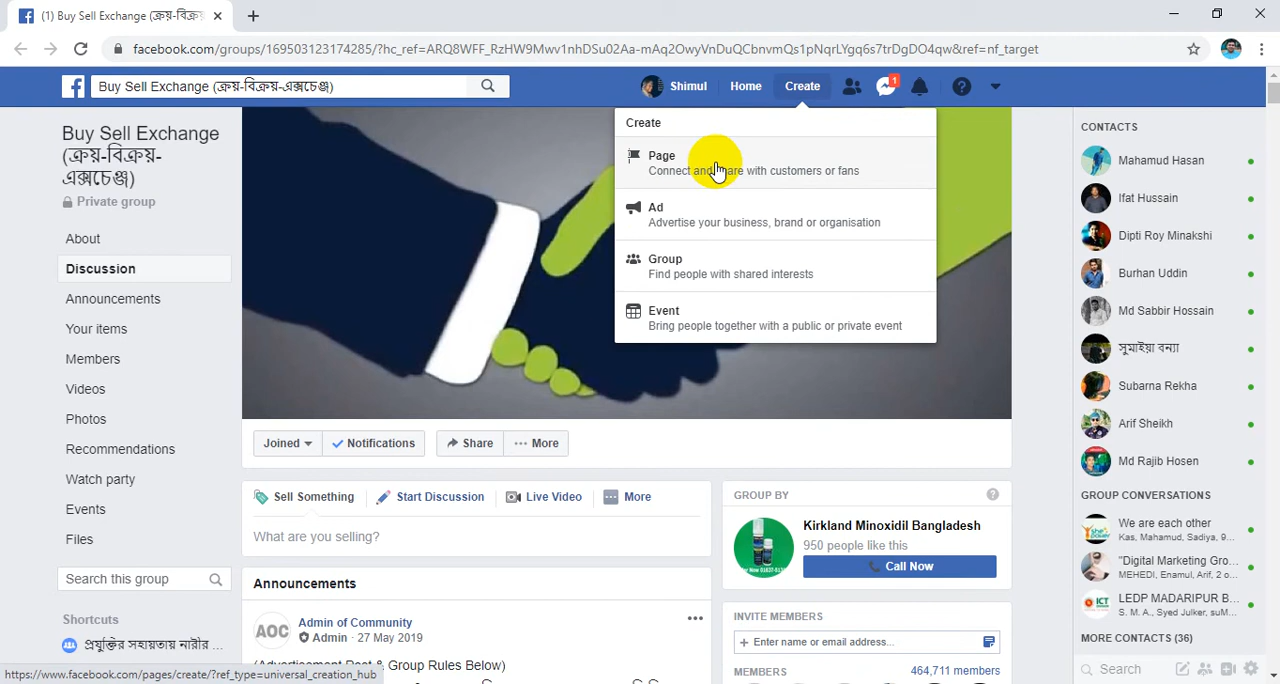 (1) Buy Sell Exchange (ক্রয়-বিক্রয়
facebook.com/groups/169503123174285/?hc_ref=ARQ8WFF_RzHW9Mwv1nhDSu02Aa-mAq2OwyVnDuQCbnvmQs1pNqrLYgq6s7trDgDO4qw&ref=nf_target
Buy Sell Exchange (ক্রয়-বিক্রয়-এক্সচেঞ্জ)
Shimul
Home
Create
1
Buy Sell Exchange
(ক্রয়-বিক্রয়-
এক্সচেঞ্জ)
Private group
About
Discussion
Announcements
Your items
Members
Videos
Photos
Recommendations
Watch party
Events
Files
Search this group
Shortcuts
প্রযুক্তির সহায়তায় নারীর ...
https://www.facebook.com/pages/create/?ref_type=universal_creation_hub
Create
Page
Connect and share with customers or fans
Ad
Advertise your business, brand or organisation
Group
Find people with shared interests
Event
Bring people together with a public or private event
Joined
Notifications
Share
More
Sell Something
Start Discussion
Live Video
More
What are you selling?
Announcements
AOC
Admin of Community
Admin · 27 May 2019
(Advertisement Post & Group Rules Below)
GROUP BY
Kirkland Minoxidil Bangladesh
950 people like this
Call Now
INVITE MEMBERS
+ Enter name or email address...
MEMBERS
464,711 members
CONTACTS
Mahamud Hasan
Ifat Hussain
Dipti Roy Minakshi
Burhan Uddin
Md Sabbir Hossain
সুমাইয়া বন্যা
Subarna Rekha
Arif Sheikh
Md Rajib Hosen
GROUP CONVERSATIONS
We are each other
Kas, Mahamud, Sadiya, 9...
"Digital Marketing Gro...
MEHEDI, Enamul, Arif, 2 o...
LEDP MADARIPUR B...
S. M. A., Syed Julker, suM...
MORE CONTACTS (36)
Search